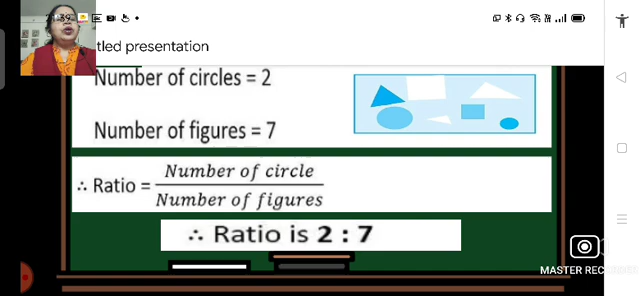 tled presentation
Number of circles = 2
Number of figures = 7
∴ Ratio = Number of circle / Number of figures
∴ Ratio is 2 : 7
MASTER REC